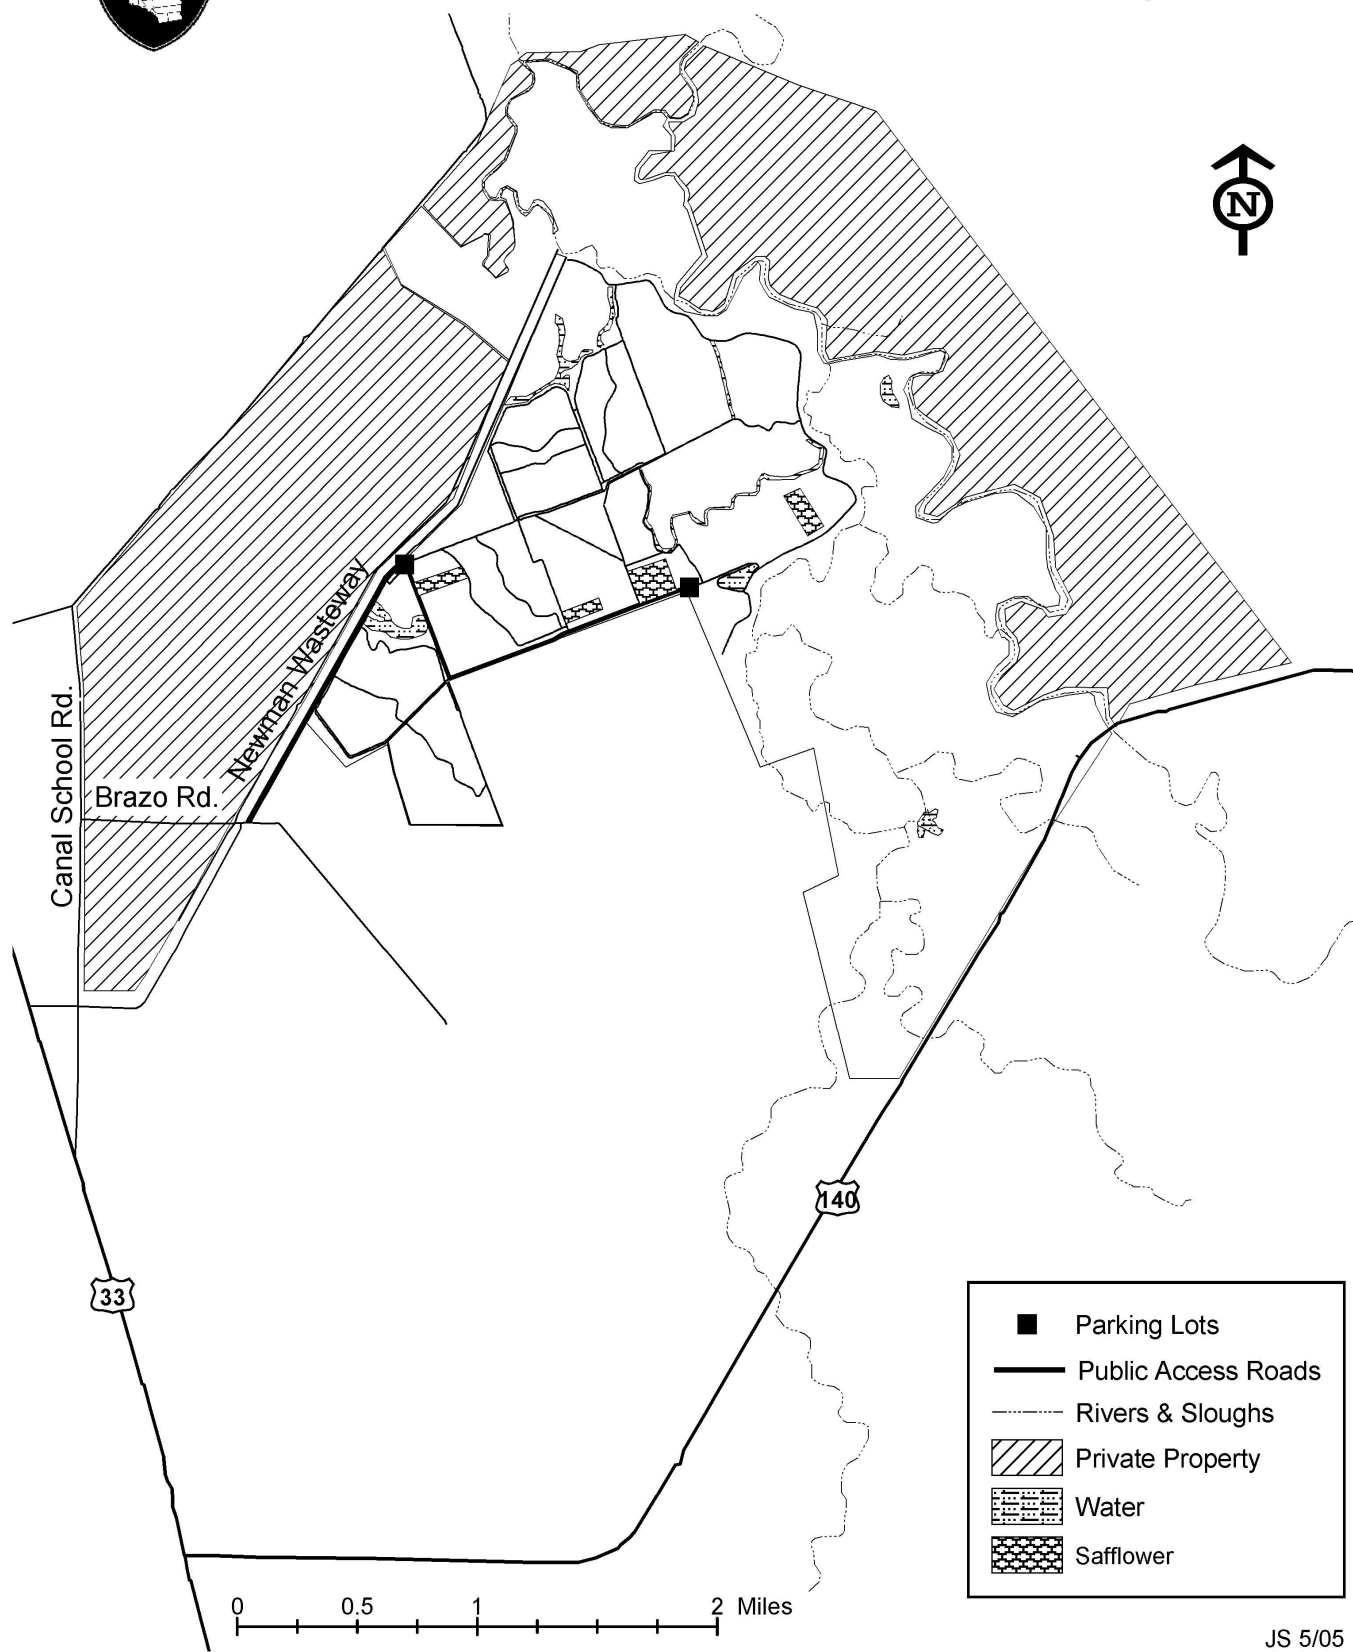 N
Newman Wasteway
Canal School Rd.
Brazo Rd.
140
33
Parking Lots
Public Access Roads
Rivers & Sloughs
Private Property
Water
Safflower
0 0.5 1 2 Miles
JS 5/05